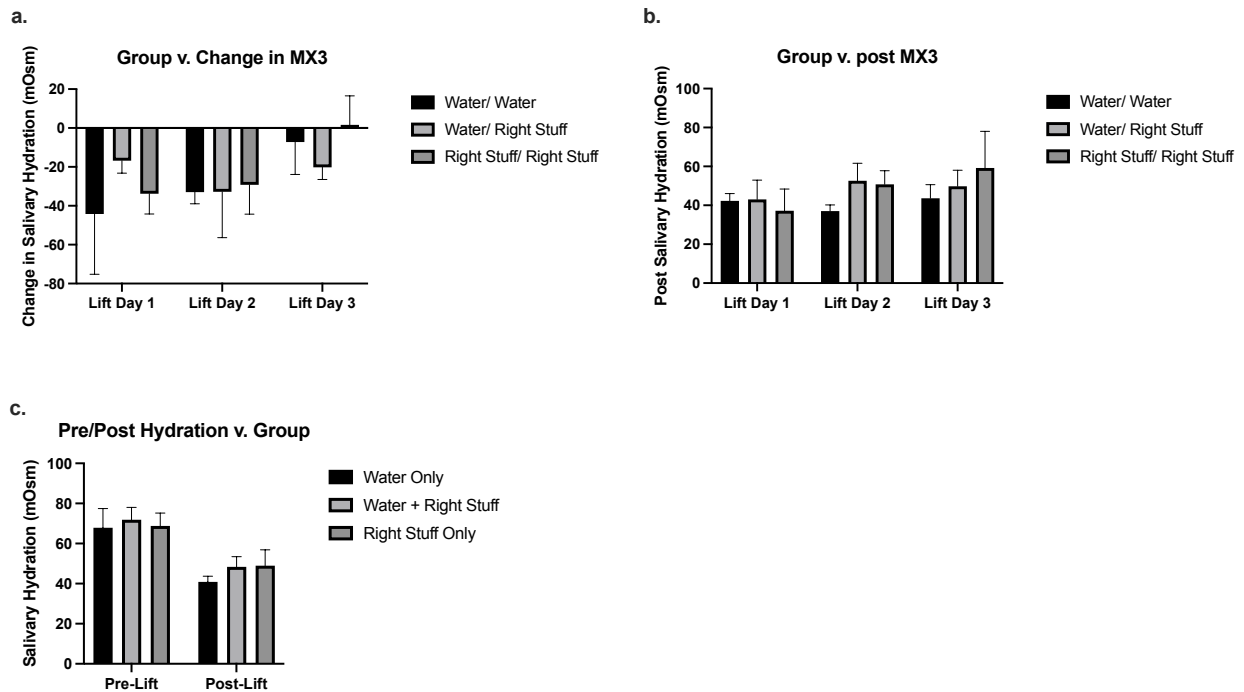 a.
Group v. Change in MX3
Change in Salivary Hydration (mOsm)
20
0
-20
-40
-60
-80
Lift Day 1 Lift Day 2 Lift Day 3
Water/ Water
Water/ Right Stuff
Right Stuff/ Right Stuff
b.
Group v. post MX3
Post Salivary Hydration (mOsm)
100
80
60
40
20
0
Lift Day 1 Lift Day 2 Lift Day 3
Water/ Water
Water/ Right Stuff
Right Stuff/ Right Stuff
c.
Pre/Post Hydration v. Group
Salivary Hydration (mOsm)
100
80
60
40
20
0
Pre-Lift Post-Lift
Water Only
Water + Right Stuff
Right Stuff Only